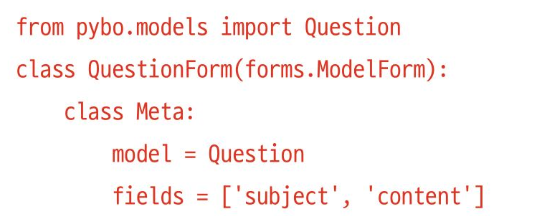 from pybo.models import Question
class QuestionForm(forms.ModelForm):
    class Meta:
        model = Question
        fields = ['subject', 'content']